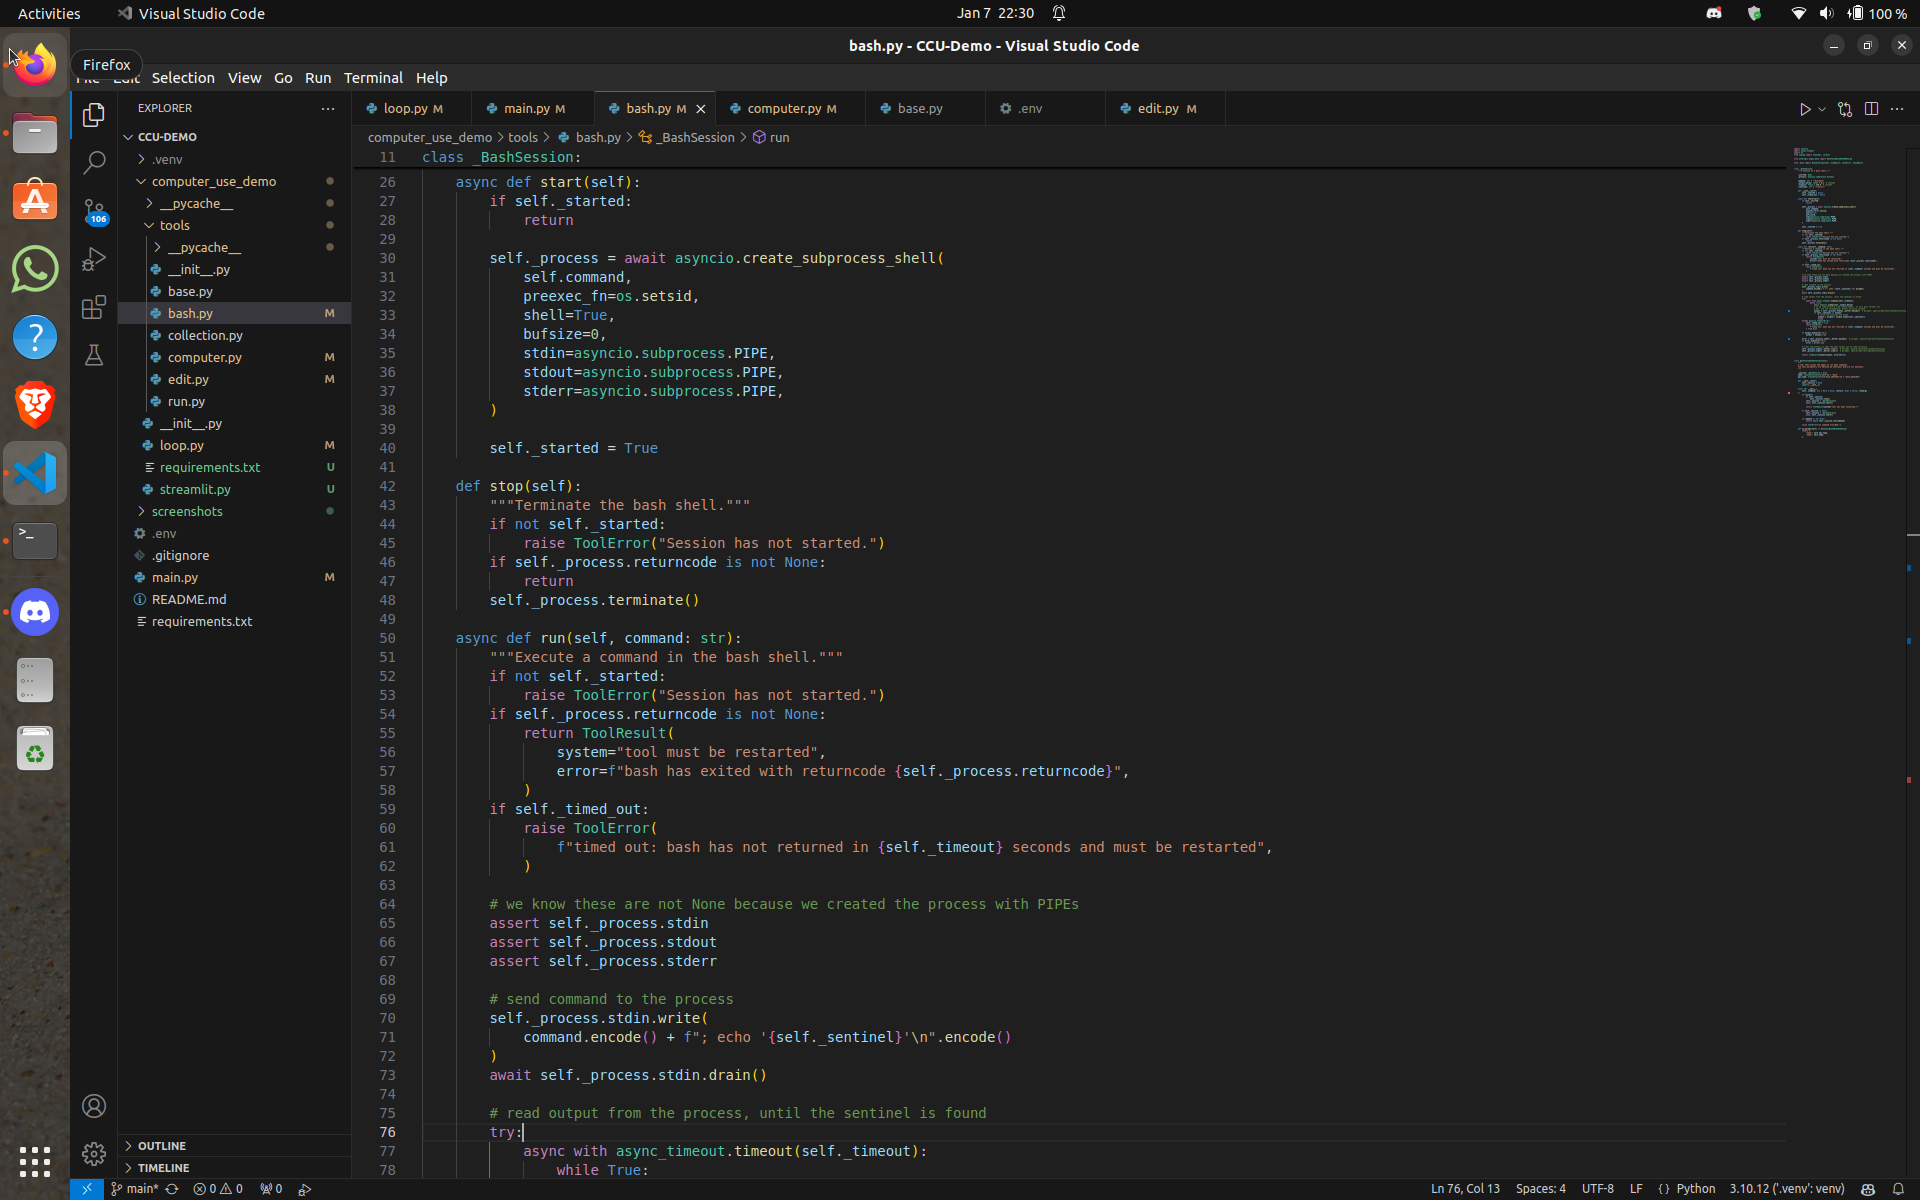 Activities
Visual Studio Code
Jan 7 22:30
100 %
bash.py - CCU-Demo - Visual Studio Code
Firefox
File Edit Selection View Go Run Terminal Help
EXPLORER
CCU-DEMO
.venv
computer_use_demo
__pycache__
tools
__pycache__
__init__.py
base.py
bash.py M
collection.py
computer.py M
edit.py M
run.py
__init__.py
loop.py M
requirements.txt U
streamlit.py U
screenshots
.env
.gitignore
main.py M
README.md
requirements.txt
OUTLINE
TIMELINE
106
loop.py M main.py M bash.py M computer.py M base.py .env edit.py M
computer_use_demo > tools > bash.py > _BashSession > run
11 class _BashSession:
26 async def start(self):
27 if self._started:
28 return
29
30 self._process = await asyncio.create_subprocess_shell(
31 self.command,
32 preexec_fn=os.setsid,
33 shell=True,
34 bufsize=0,
35 stdin=asyncio.subprocess.PIPE,
36 stdout=asyncio.subprocess.PIPE,
37 stderr=asyncio.subprocess.PIPE,
38 )
39
40 self._started = True
41
42 def stop(self):
43 """Terminate the bash shell."""
44 if not self._started:
45 raise ToolError("Session has not started.")
46 if self._process.returncode is not None:
47 return
48 self._process.terminate()
49
50 async def run(self, command: str):
51 """Execute a command in the bash shell."""
52 if not self._started:
53 raise ToolError("Session has not started.")
54 if self._process.returncode is not None:
55 return ToolResult(
56 system="tool must be restarted",
57 error=f"bash has exited with returncode {self._process.returncode}",
58 )
59 if self._timed_out:
60 raise ToolError(
61 f"timed out: bash has not returned in {self._timeout} seconds and must be restarted",
62 )
63
64 # we know these are not None because we created the process with PIPEs
65 assert self._process.stdin
66 assert self._process.stdout
67 assert self._process.stderr
68
69 # send command to the process
70 self._process.stdin.write(
71 command.encode() + f"; echo '{self._sentinel}'\n".encode()
72 )
73 await self._process.stdin.drain()
74
75 # read output from the process, until the sentinel is found
76 try:
77 async with async_timeout.timeout(self._timeout):
78 while True:
main* 0 0 0
Ln 76, Col 13 Spaces: 4 UTF-8 LF {} Python 3.10.12 ('.venv': venv)